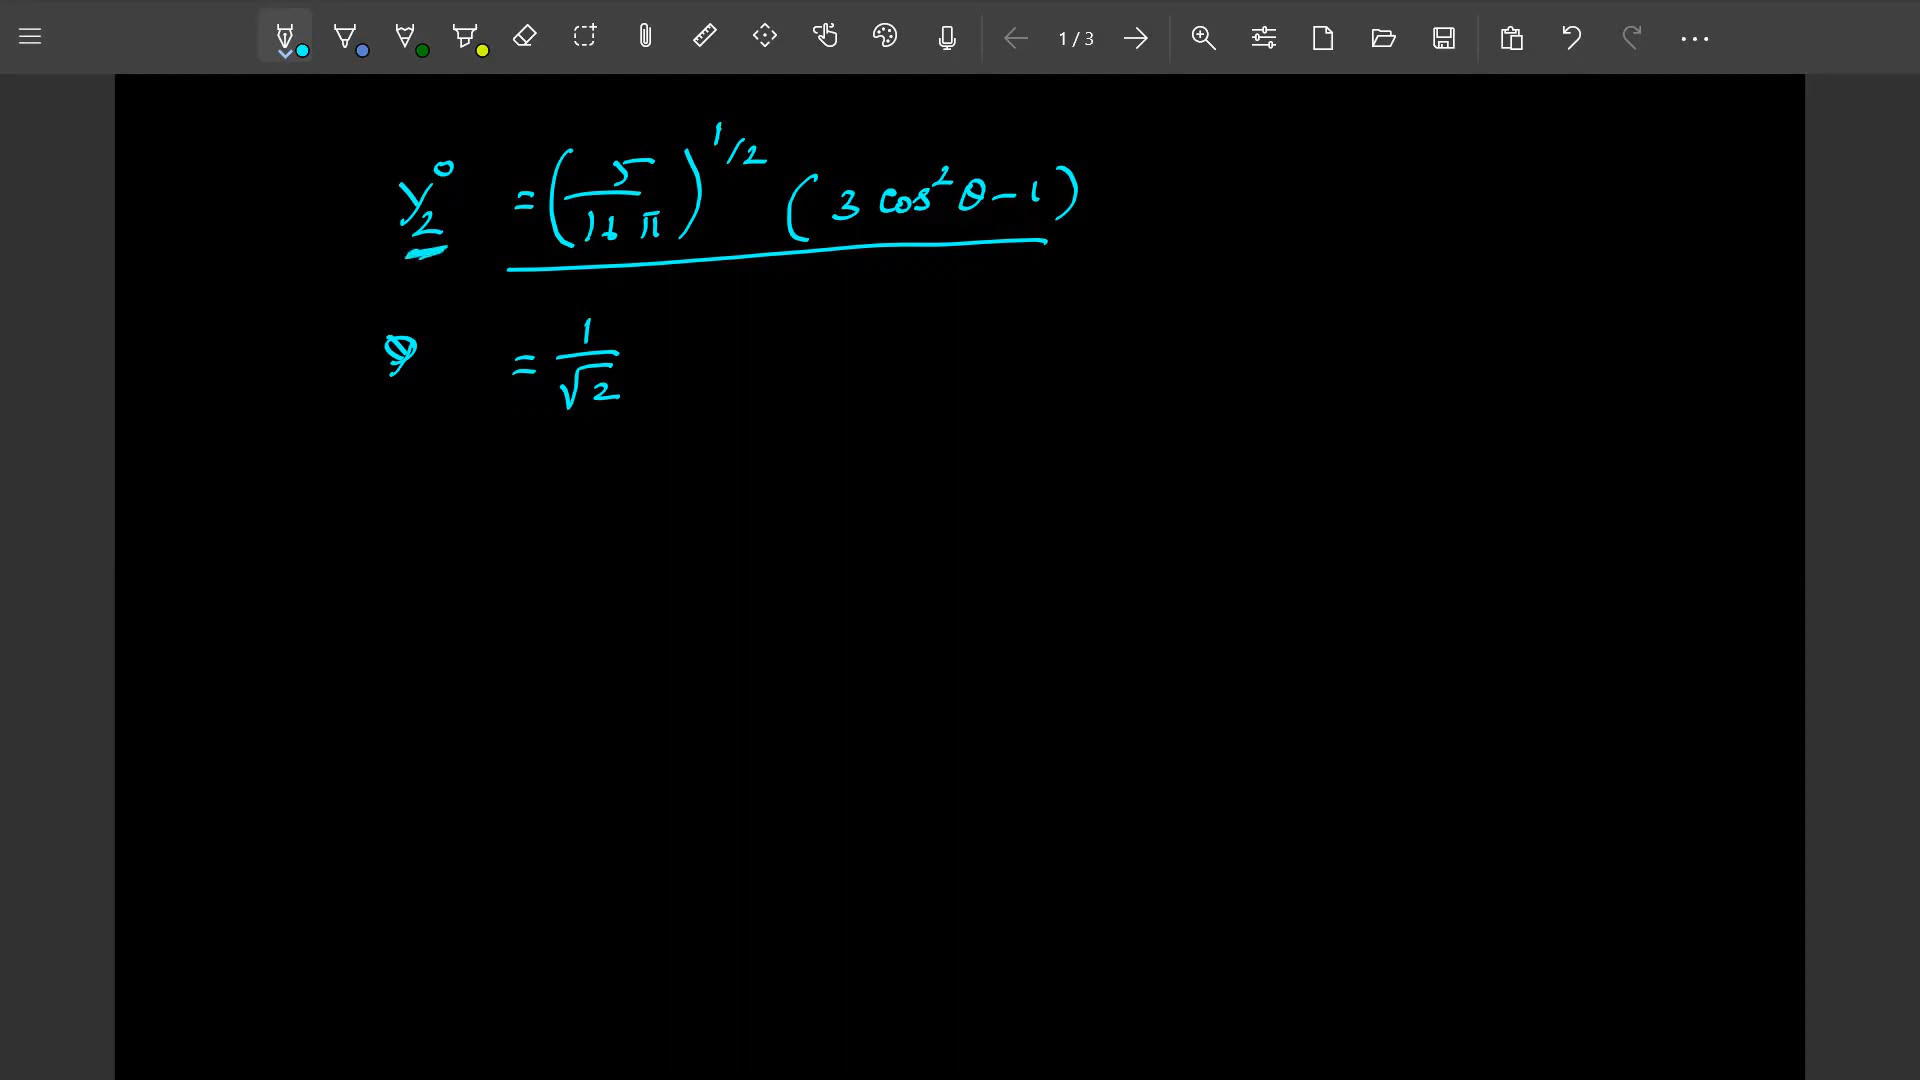 1 / 3
Y₂⁰ = (5/16π)^1/2 (3 cos²θ – 1)
= 1/√2